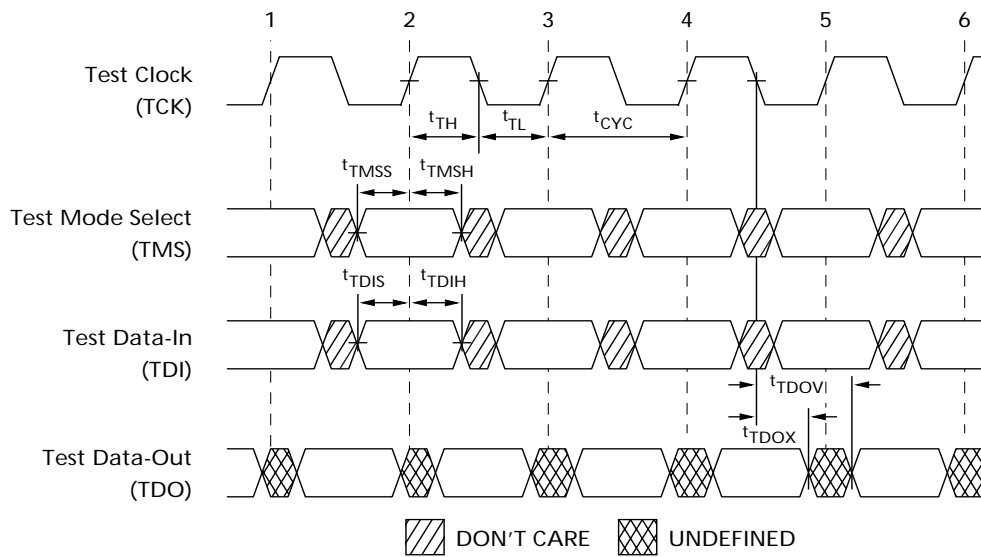 1 2 3 4 5 6
Test Clock
(TCK)
tTH tTL tCYC
tTMSS tTMSH
Test Mode Select
(TMS)
tTDIS tTDIH
Test Data-In
(TDI)
tTDOV
tTDOX
Test Data-Out
(TDO)
DON'T CARE UNDEFINED